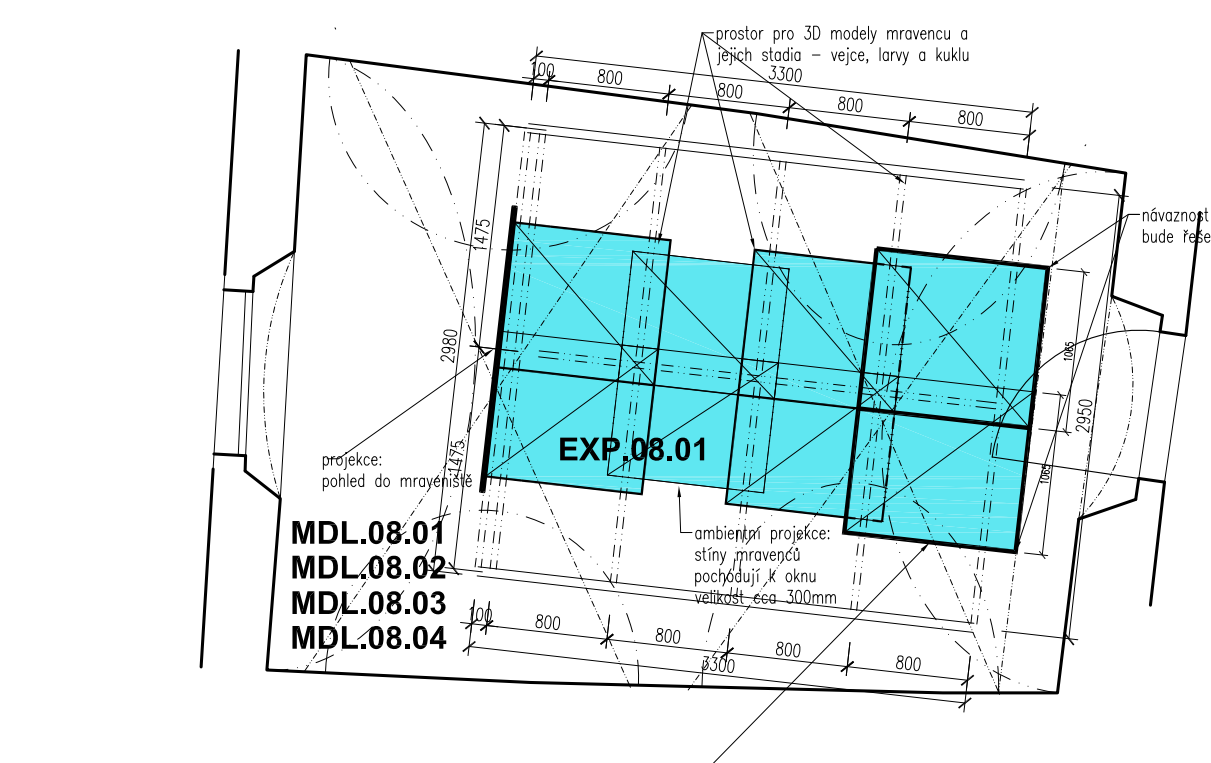 prostor pro 3D modely mravencu a
jejich stadia – vejce, larvy a kuklu
3300
100
800
800
800
800
návaznost
bude řeše
1475
2980
1475
1065
2950
1065
EXP.08.01
projekce:
pohled do mraveniště
MDL.08.01
MDL.08.02
MDL.08.03
MDL.08.04
ambientní projekce:
stíny mravenců
pochodují k oknu
velikost cca 300mm
100
800
800
800
800
3300